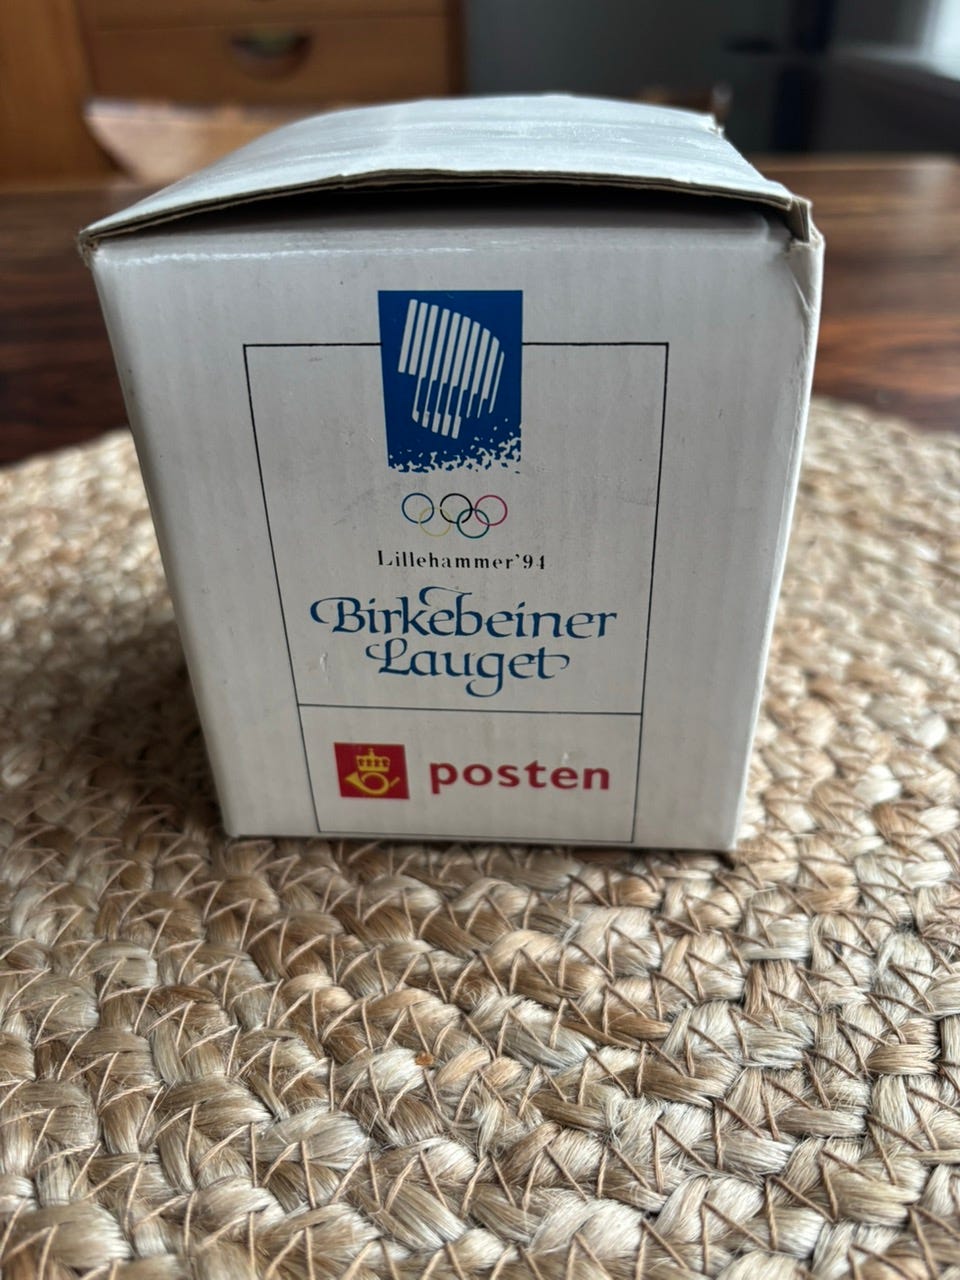 Lillehammer'94
Birkebeiner
Lauget
posten